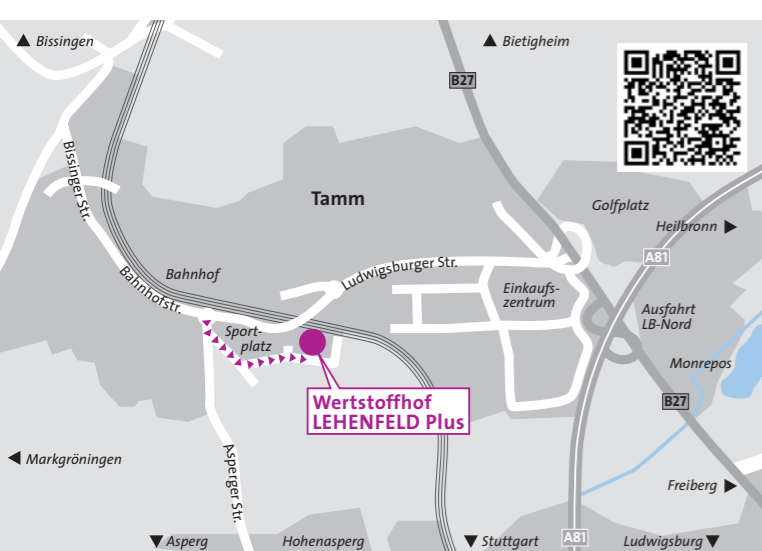 ▲ Bissingen
▲ Bietigheim
B27
Bissinger Str.
Tamm
Golfplatz
Heilbronn ▶
A81
Bahnhof
Ludwigsburger Str.
Bahnhofstr.
Einkaufs-
zentrum
Ausfahrt
LB-Nord
Sport-
platz
Monrepos
Wertstoffhof
LEHENFELD Plus
B27
◀ Markgröningen
Asperger Str.
Freiberg ▶
▼ Asperg
Hohenasperg
▼ Stuttgart
A81
Ludwigsburg ▼